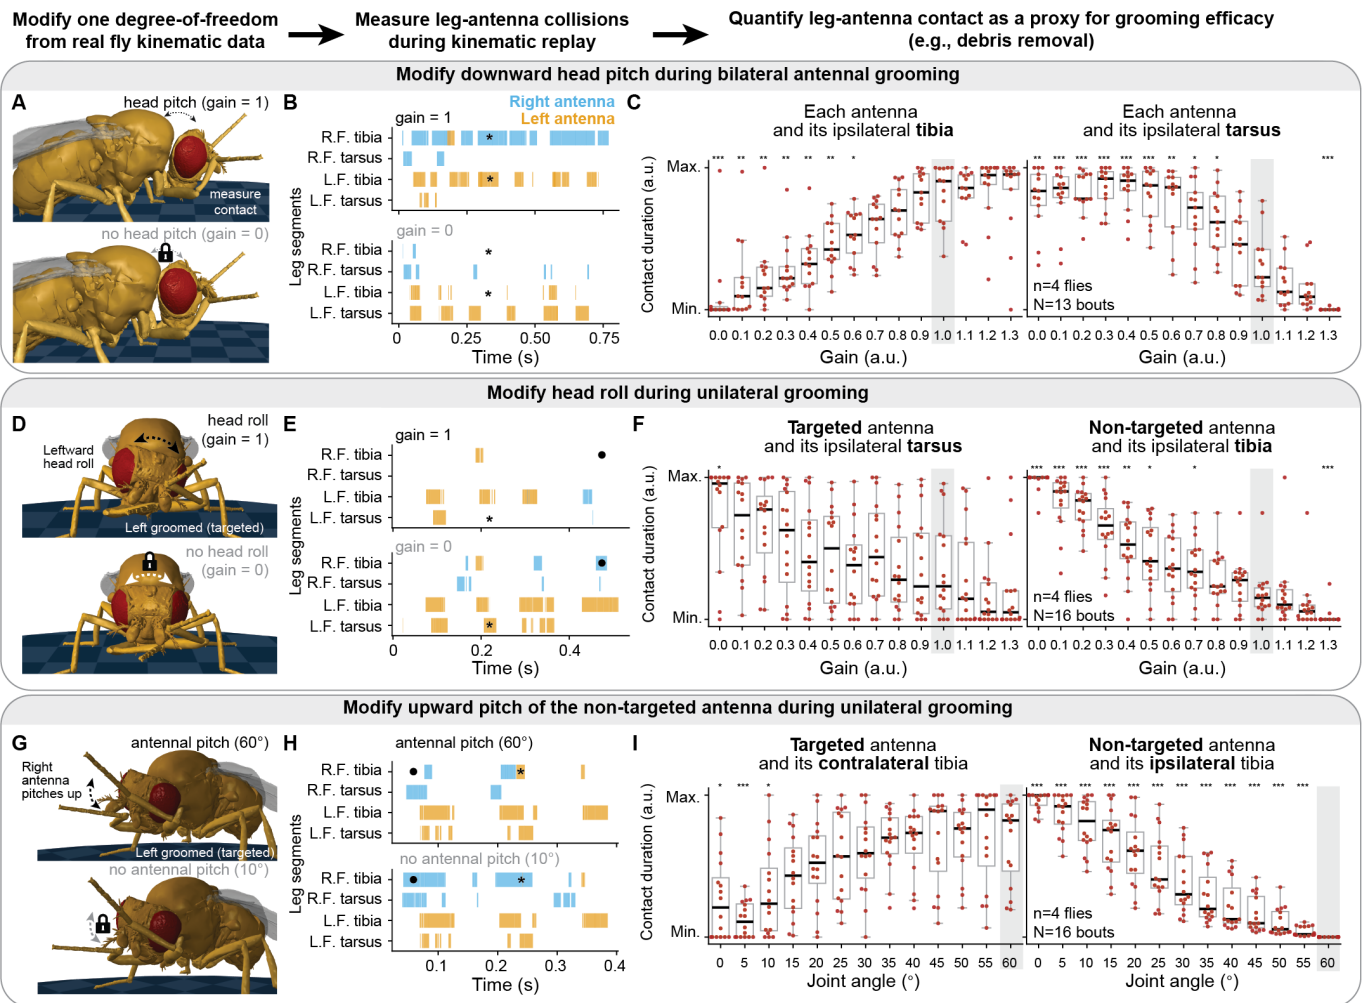 Modify one degree-of-freedom
from real fly kinematic data
Measure leg-antenna collisions
during kinematic replay
Quantify leg-antenna contact as a proxy for grooming efficacy
(e.g., debris removal)
Modify downward head pitch during bilateral antennal grooming
A
head pitch (gain = 1)
measure
contact
no head pitch (gain = 0)
B
Right antenna
Left antenna
gain = 1
R.F. tibia
R.F. tarsus
L.F. tibia
L.F. tarsus
*
*
gain = 0
R.F. tibia
R.F. tarsus
L.F. tibia
L.F. tarsus
*
*
Leg segments
0 0.25 0.50 0.75
Time (s)
C
Each antenna
and its ipsilateral tibia
Each antenna
and its ipsilateral tarsus
*** ** ** ** ** ** *
** *** *** *** *** *** ** * * ***
Max.
Min.
Contact duration (a.u.)
n=4 flies
N=13 bouts
0.0 0.1 0.2 0.3 0.4 0.5 0.6 0.7 0.8 0.9 1.0 1.1 1.2 1.3
0.0 0.1 0.2 0.3 0.4 0.5 0.6 0.7 0.8 0.9 1.0 1.1 1.2 1.3
Gain (a.u.)
Gain (a.u.)
Modify head roll during unilateral grooming
D
head roll
(gain = 1)
Leftward
head roll
Left groomed (targeted)
no head roll
(gain = 0)
E
gain = 1
R.F. tibia
R.F. tarsus
L.F. tibia
L.F. tarsus
*
gain = 0
R.F. tibia
R.F. tarsus
L.F. tibia
L.F. tarsus
*
Leg segments
0 0.2 0.4
Time (s)
F
Targeted antenna
and its ipsilateral tarsus
Non-targeted antenna
and its ipsilateral tibia
*
*** *** *** *** ** * * ***
Max.
Min.
Contact duration (a.u.)
n=4 flies
N=16 bouts
0.0 0.1 0.2 0.3 0.4 0.5 0.6 0.7 0.8 0.9 1.0 1.1 1.2 1.3
0.0 0.1 0.2 0.3 0.4 0.5 0.6 0.7 0.8 0.9 1.0 1.1 1.2 1.3
Gain (a.u.)
Gain (a.u.)
Modify upward pitch of the non-targeted antenna during unilateral grooming
G
antennal pitch (60°)
Right
antenna
pitches up
Left groomed (targeted)
no antennal pitch (10°)
H
antennal pitch (60°)
R.F. tibia
R.F. tarsus
L.F. tibia
L.F. tarsus
*
no antennal pitch (10°)
R.F. tibia
R.F. tarsus
L.F. tibia
L.F. tarsus
*
Leg segments
0.1 0.2 0.3 0.4
Time (s)
I
Targeted antenna
and its contralateral tibia
Non-targeted antenna
and its ipsilateral tibia
* *** *
*** *** *** *** *** *** *** *** *** *** *** ***
Max.
Min.
Contact duration (a.u.)
n=4 flies
N=16 bouts
0 5 10 15 20 25 30 35 40 45 50 55 60
0 5 10 15 20 25 30 35 40 45 50 55 60
Joint angle (°)
Joint angle (°)